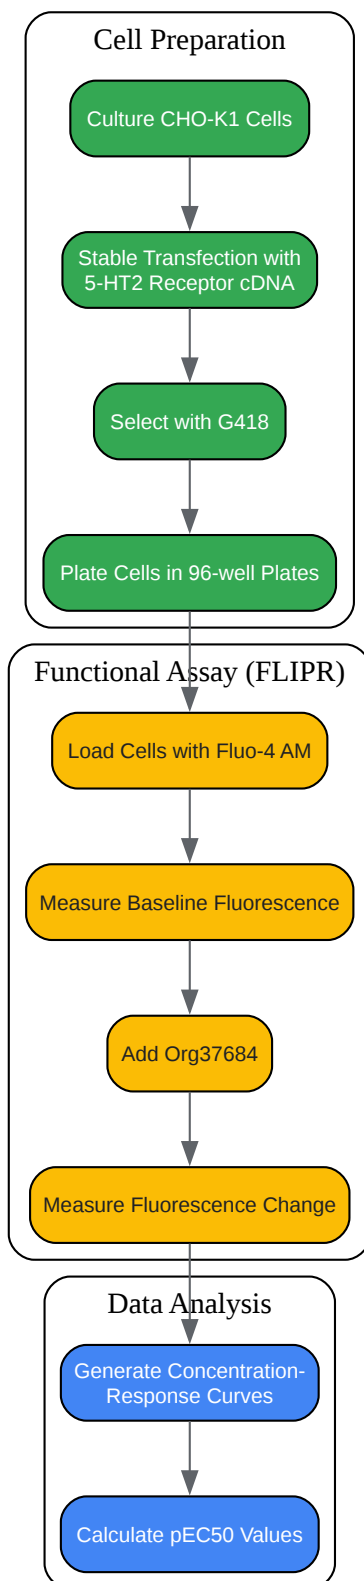 Cell Preparation
Culture CHO-K1 Cells
Stable Transfection with
5-HT2 Receptor cDNA
Select with G418
Plate Cells in 96-well Plates
Functional Assay (FLIPR)
Load Cells with Fluo-4 AM
Measure Baseline Fluorescence
Add Org37684
Measure Fluorescence Change
Data Analysis
Generate Concentration-
Response Curves
Calculate pEC50 Values